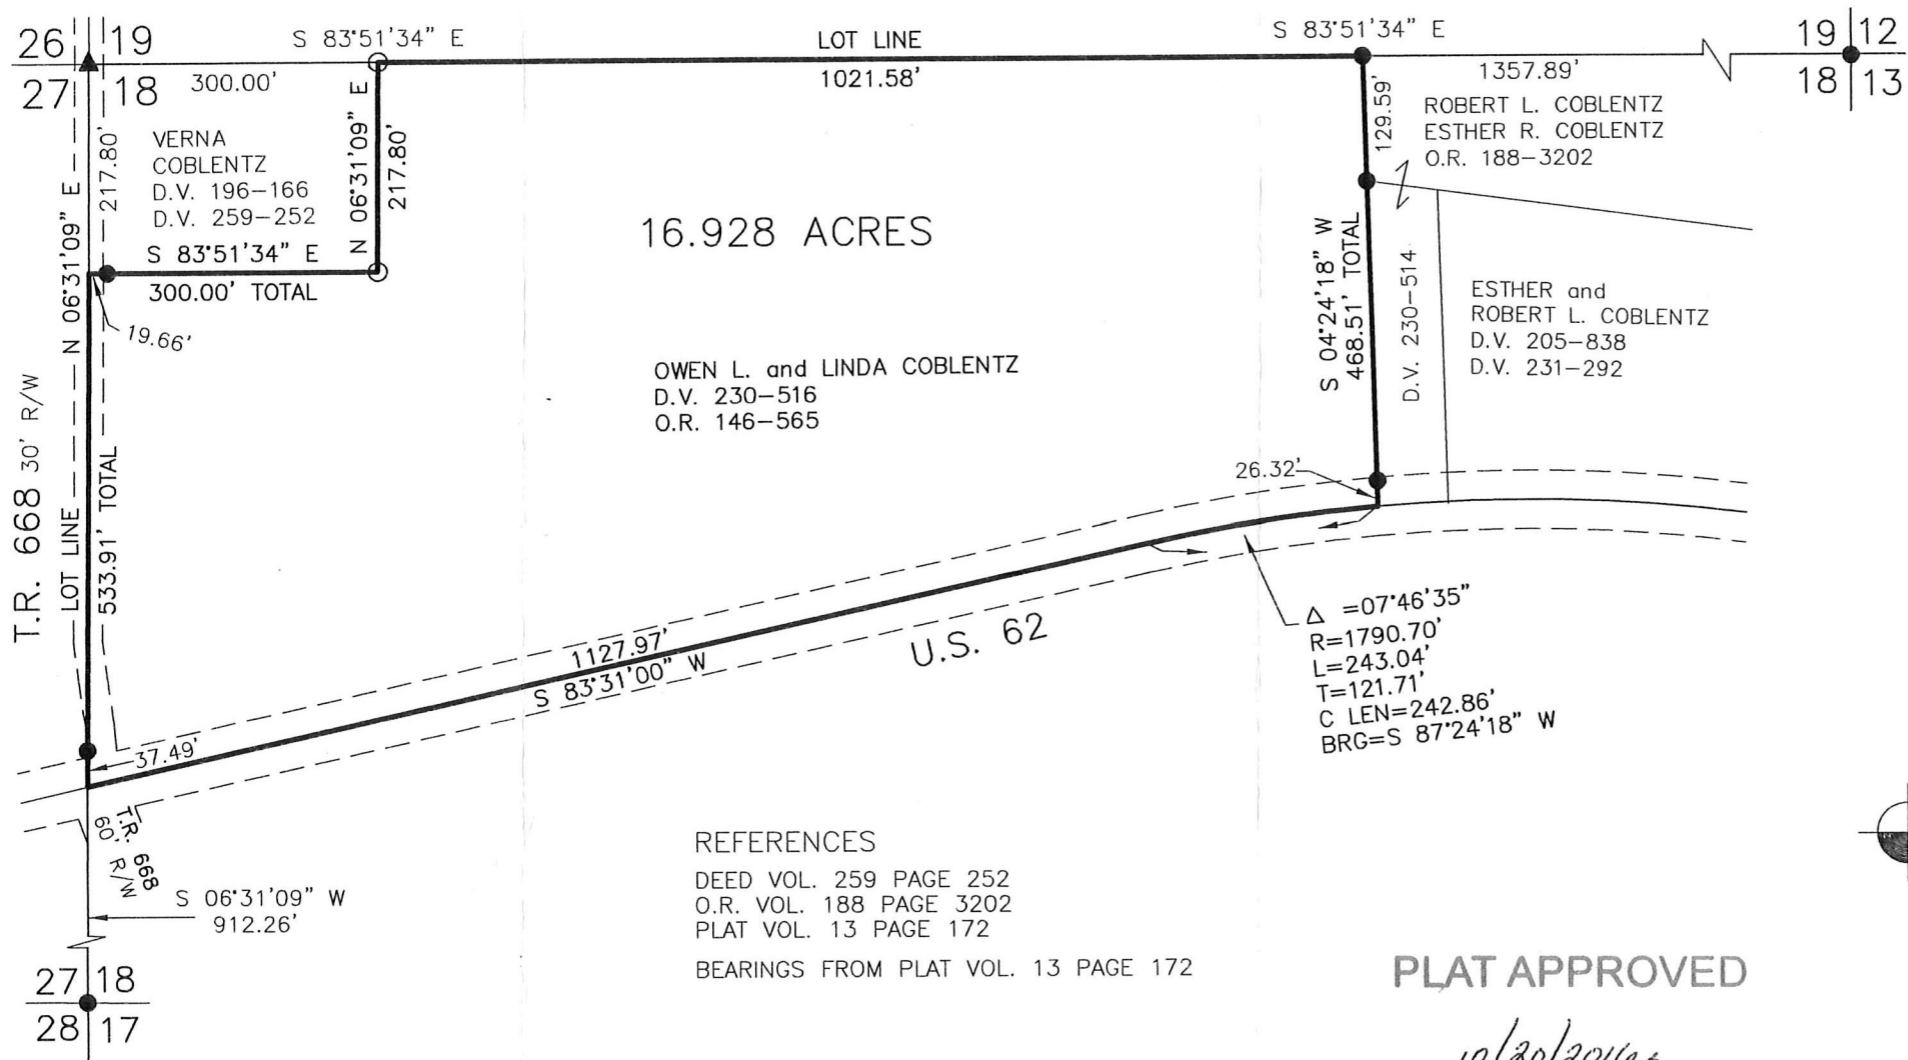 26 19
27 18
S 83°51'34" E
300.00'
LOT LINE
1021.58'
S 83°51'34" E
1357.89'
19 12
18 13
217.80'
VERNA
COBLENTZ
D.V. 196-166
D.V. 259-252
N 06°31'09" E
217.80'
129.59'
ROBERT L. COBLENTZ
ESTHER R. COBLENTZ
O.R. 188-3202
16.928 ACRES
S 83°51'34" E
300.00' TOTAL
19.66'
T.R. 668 30' R/W
LOT LINE
N 06°31'09" E
533.91' TOTAL
OWEN L. and LINDA COBLENTZ
D.V. 230-516
O.R. 146-565
S 04°24'18" W
468.51' TOTAL
D.V. 230-514
ESTHER and
ROBERT L. COBLENTZ
D.V. 205-838
D.V. 231-292
26.32'
1127.97'
S 83°31'00" W
U.S. 62
Δ =07°46'35"
R=1790.70'
L=243.04'
T=121.71'
C LEN=242.86'
BRG=S 87°24'18" W
37.49'
T.R. 668
60' R/W
S 06°31'09" W
912.26'
27 18
28 17
REFERENCES
DEED VOL. 259 PAGE 252
O.R. VOL. 188 PAGE 3202
PLAT VOL. 13 PAGE 172
BEARINGS FROM PLAT VOL. 13 PAGE 172
PLAT APPROVED